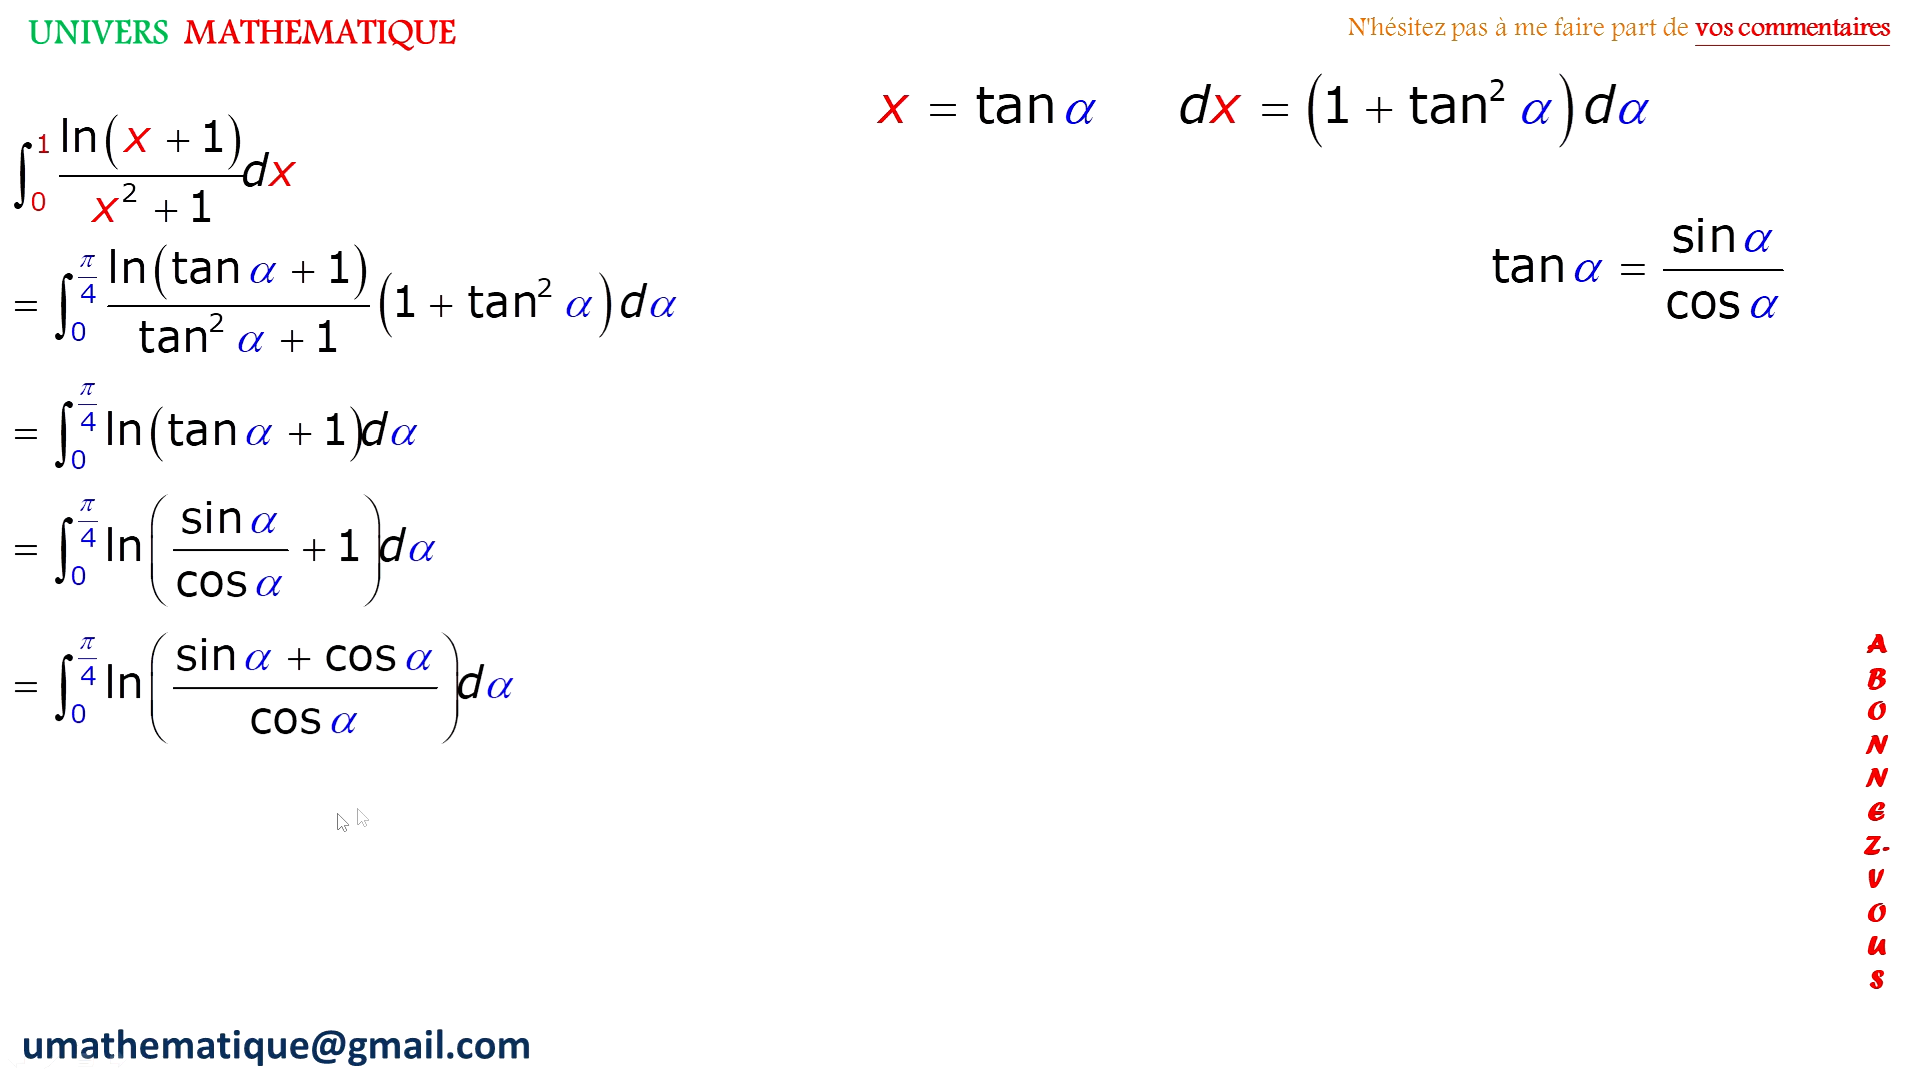 UNIVERS MATHEMATIQUE
N'hésitez pas à me faire part de vos commentaires
x = tan α    dx = (1 + tan² α) dα
∫₀¹ ln(x + 1)/(x² + 1) dx
tan α = sin α/cos α
= ∫₀^(π/4) ln(tan α + 1)/(tan² α + 1) (1 + tan² α) dα
= ∫₀^(π/4) ln(tan α + 1)dα
= ∫₀^(π/4) ln(sin α/cos α + 1)dα
= ∫₀^(π/4) ln((sin α + cos α)/cos α)dα
A
B
O
N
N
E
Z-
V
O
U
S
umathematique@gmail.com